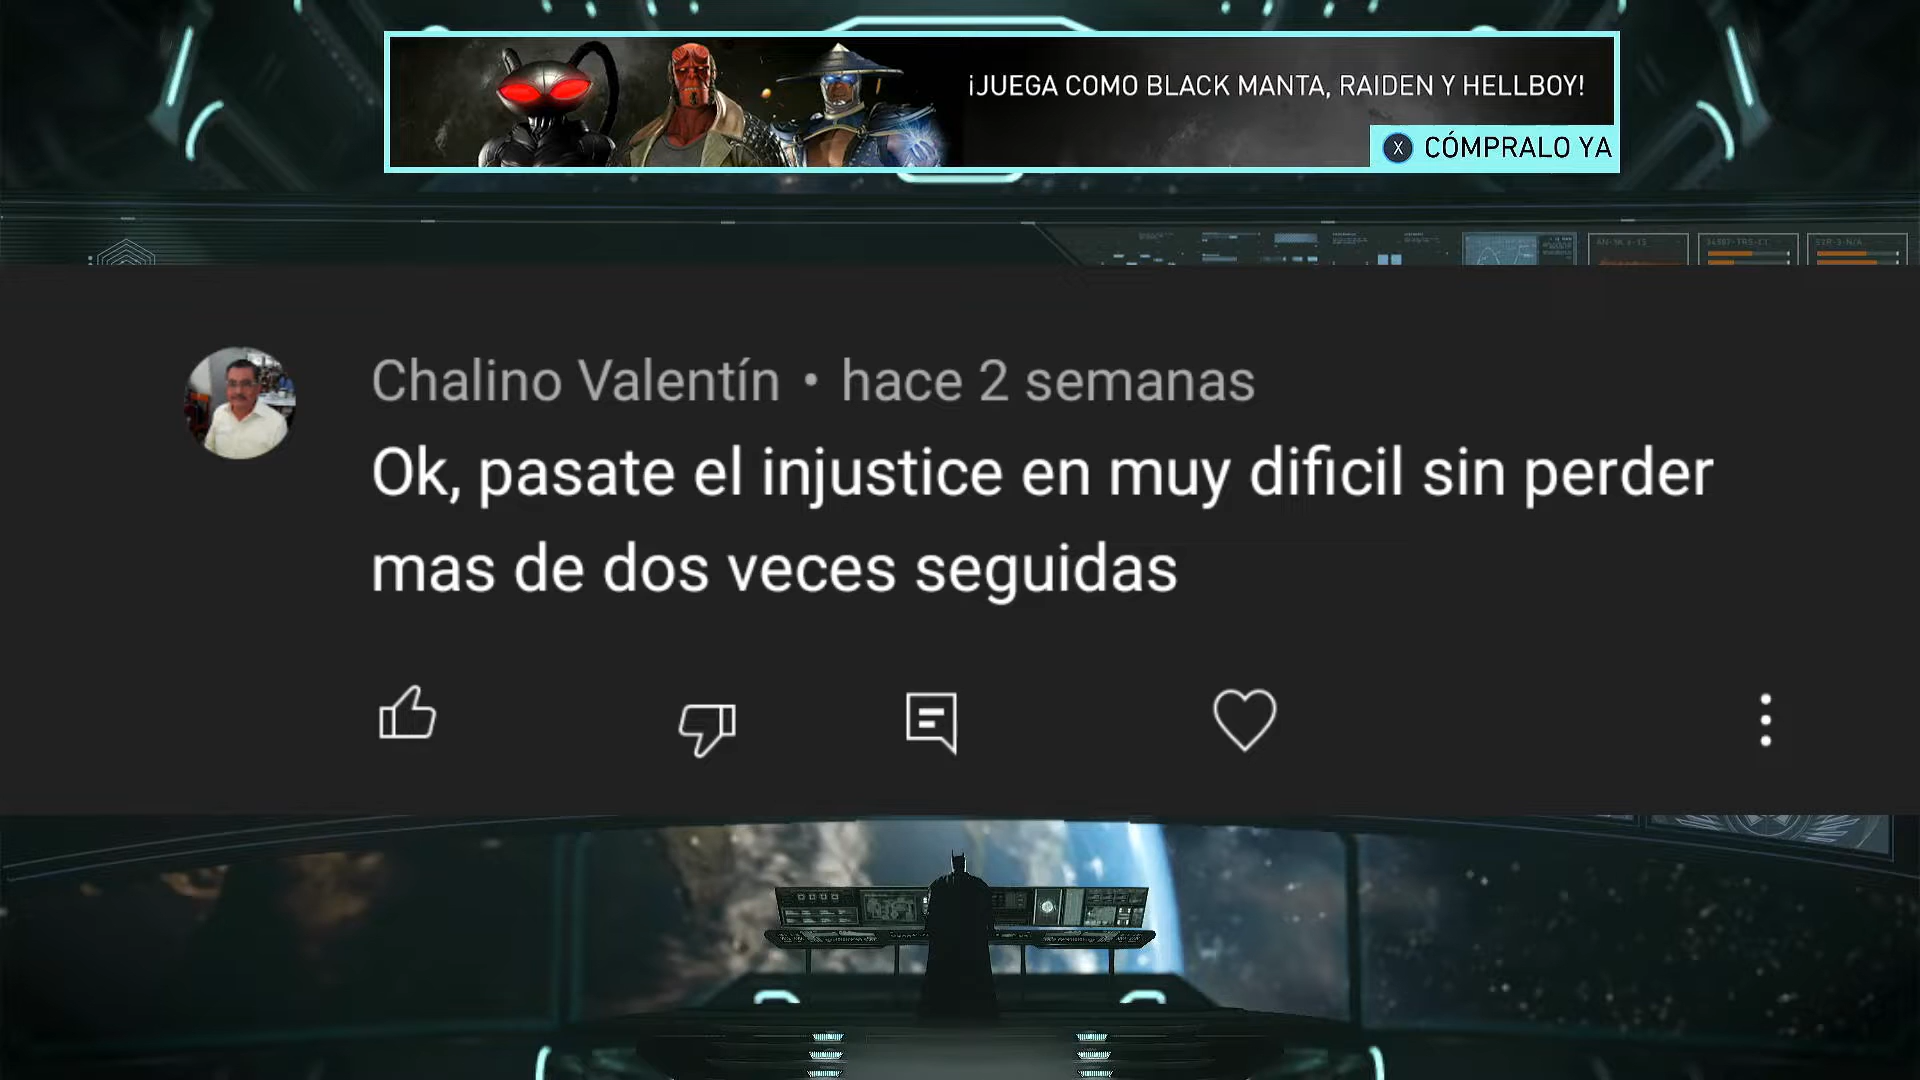 ¡JUEGA COMO BLACK MANTA, RAIDEN Y HELLBOY!
X CÓMPRALO YA
Chalino Valentín • hace 2 semanas
Ok, pasate el injustice en muy dificil sin perder
mas de dos veces seguidas